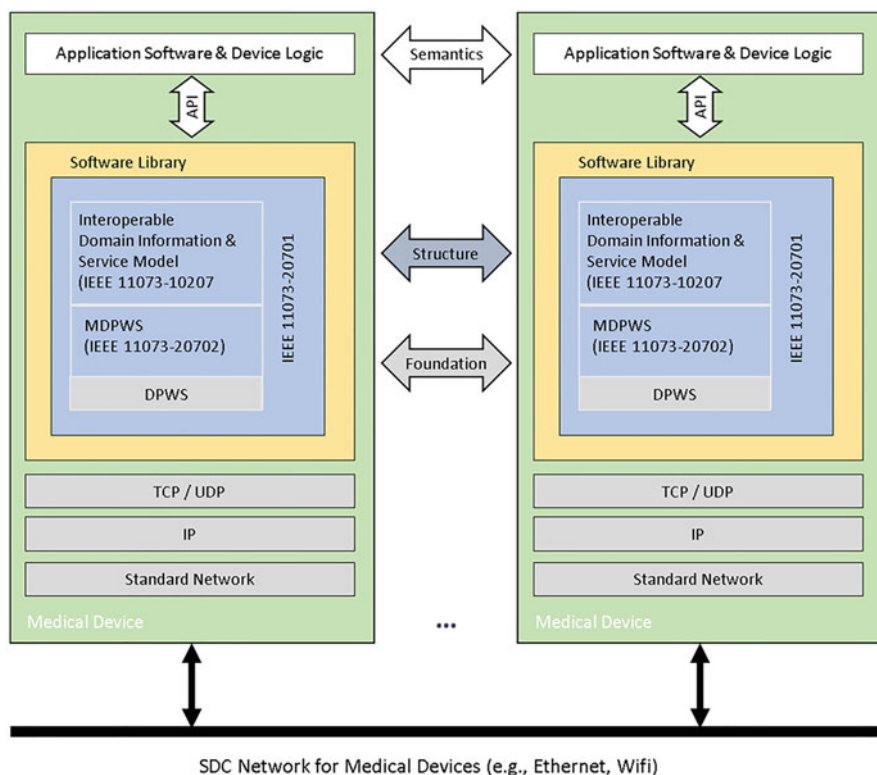 Application Software & Device Logic
API
Software Library
Interoperable
Domain Information &
Service Model
(IEEE 11073-10207
MDPWS
(IEEE 11073-20702)
DPWS
IEEE 11073-20701
TCP / UDP
IP
Standard Network
Medical Device
Semantics
Structure
Foundation
...
Application Software & Device Logic
API
Software Library
Interoperable
Domain Information &
Service Model
(IEEE 11073-10207
MDPWS
(IEEE 11073-20702)
DPWS
IEEE 11073-20701
TCP / UDP
IP
Standard Network
Medical Device
SDC Network for Medical Devices (e.g., Ethernet, Wifi)